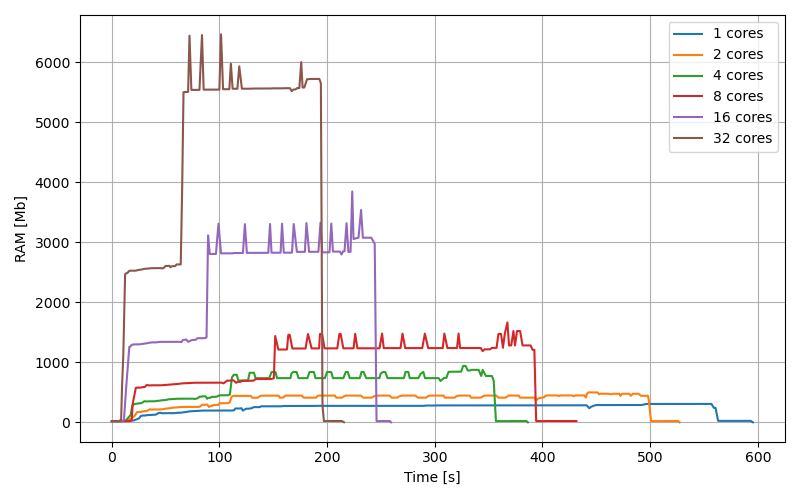 RAM [Mb]
6000
5000
4000
3000
2000
1000
0
0 100 200 300 400 500 600
Time [s]
1 cores
2 cores
4 cores
8 cores
16 cores
32 cores